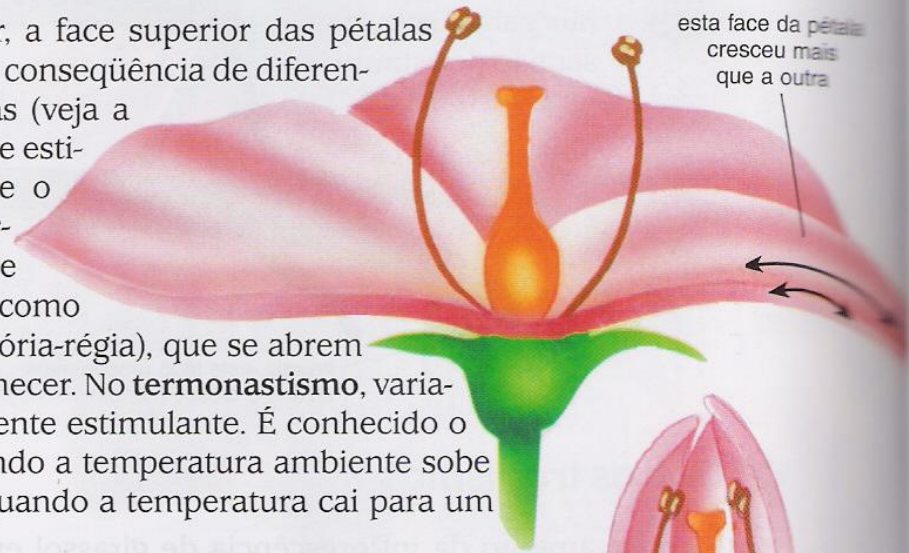 r, a face superior das pétalas
conseqüência de diferen-
as (veja a
e esti-
e o
r-
e
como
ória-régia), que se abrem
necer. No termonastismo, varia-
ente estimulante. É conhecido o
ndo a temperatura ambiente sobe
uando a temperatura cai para um
esta face da pétala
cresceu mais
que a outra